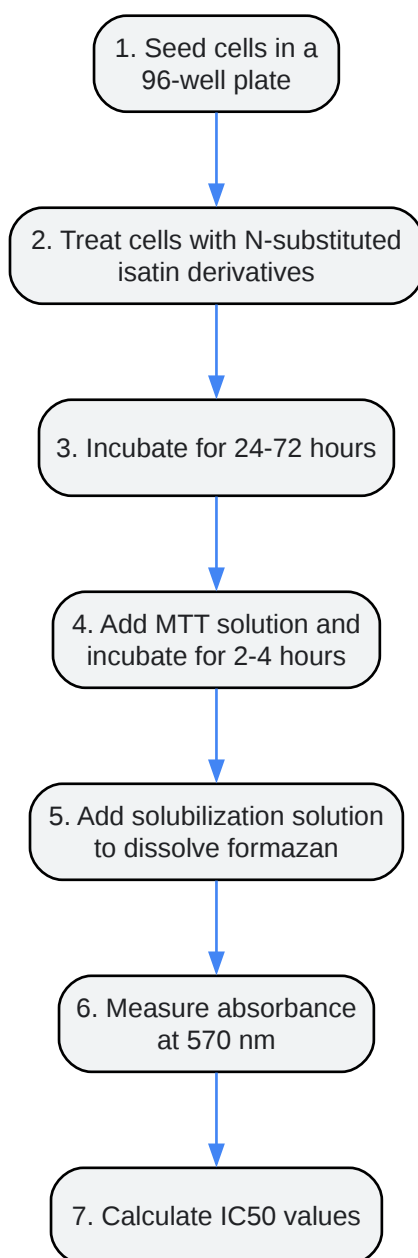 1. Seed cells in a
96-well plate
2. Treat cells with N-substituted
isatin derivatives
3. Incubate for 24-72 hours
4. Add MTT solution and
incubate for 2-4 hours
5. Add solubilization solution
to dissolve formazan
6. Measure absorbance
at 570 nm
7. Calculate IC50 values